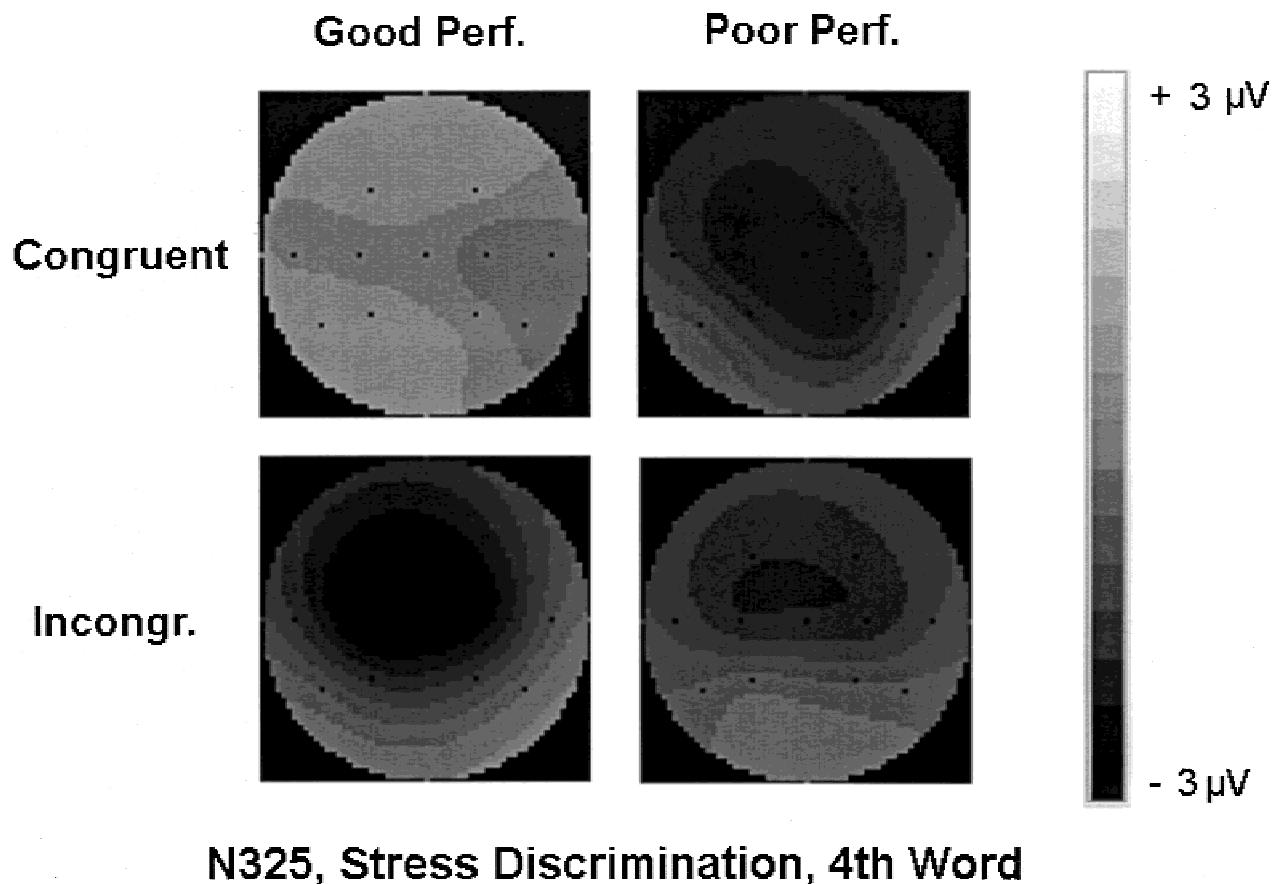 Good Perf. Poor Perf.
+ 3 µV
Congruent
Incongr.
- 3 µV
N325, Stress Discrimination, 4th Word